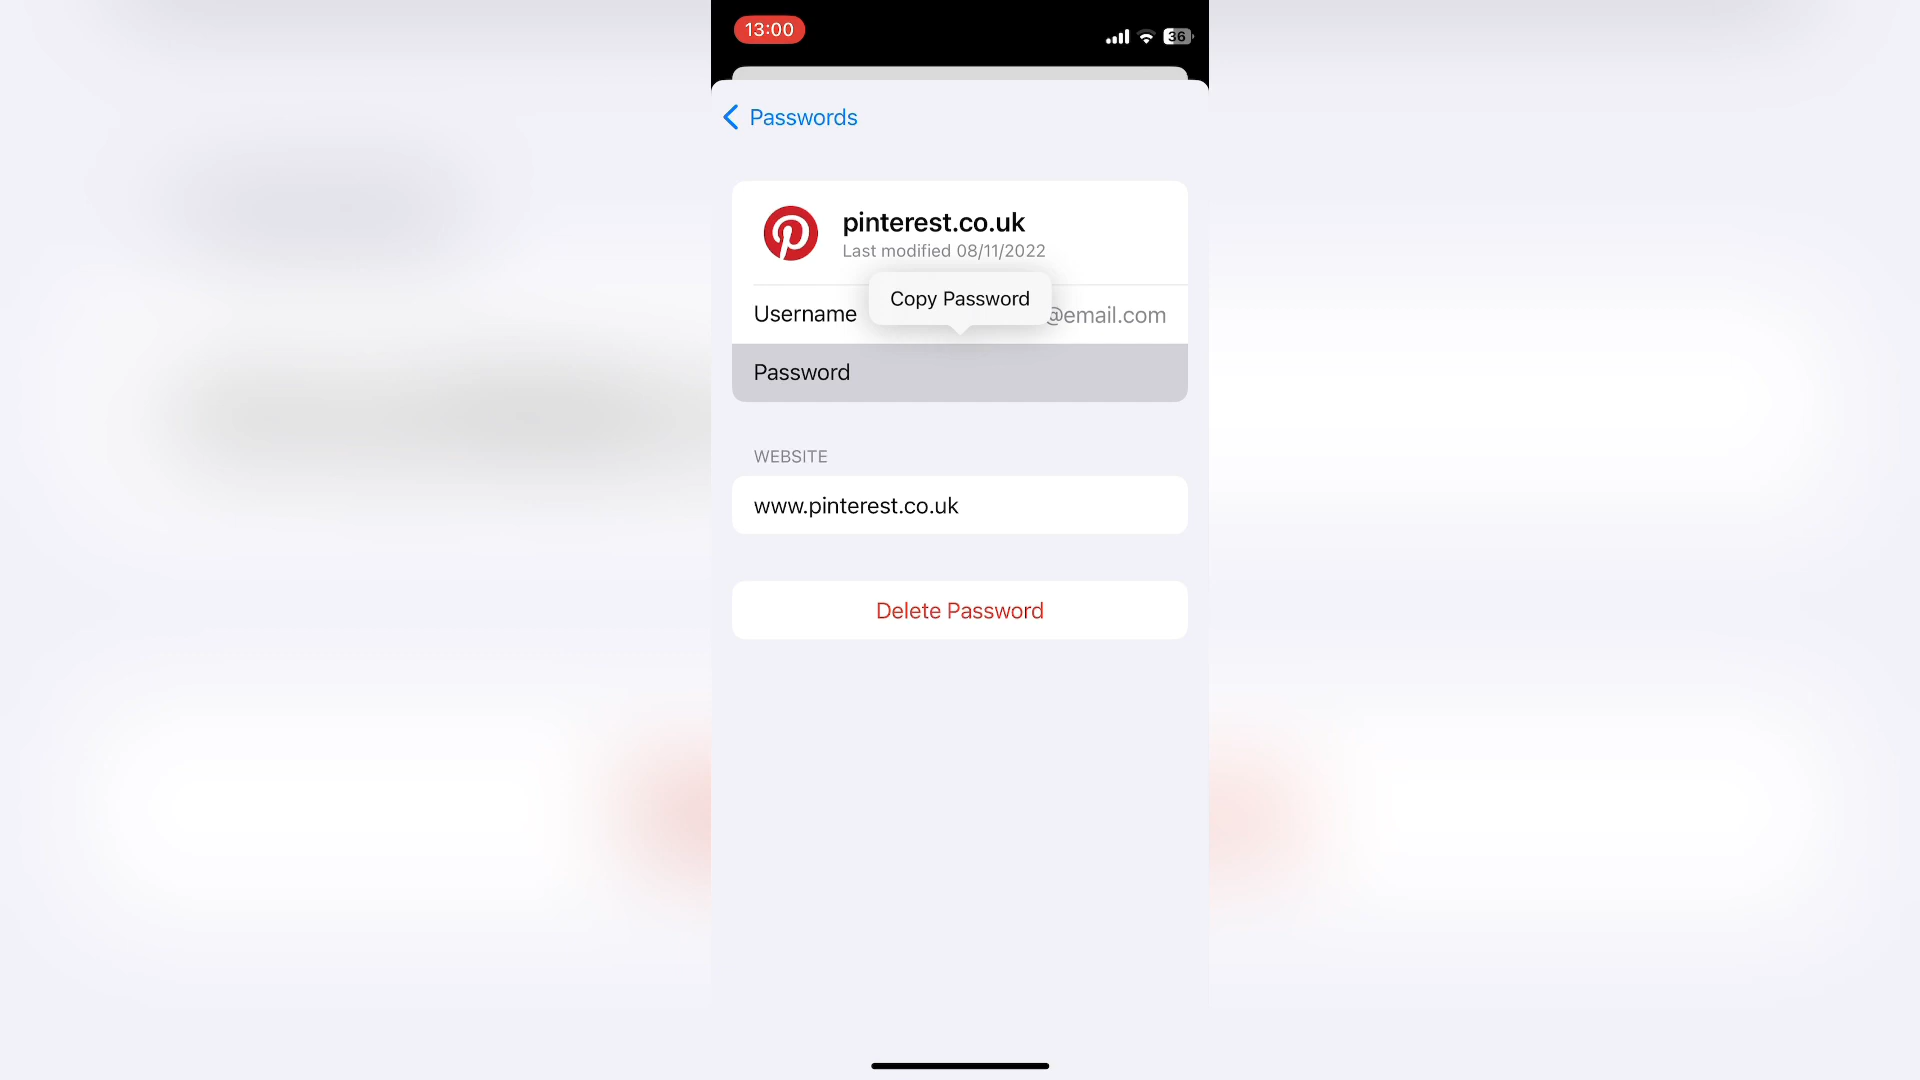 13:00
36
Passwords
pinterest.co.uk
Last modified 08/11/2022
Copy Password
Username @email.com
Password
WEBSITE
www.pinterest.co.uk
Delete Password